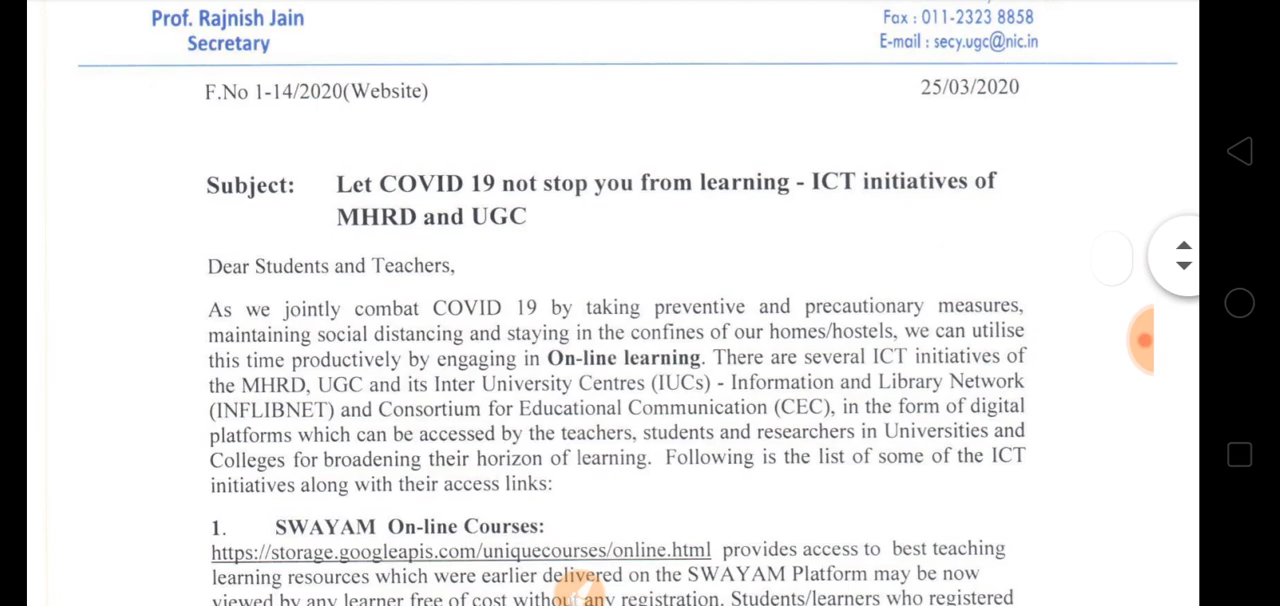 Prof. Rajnish Jain
Secretary
Fax : 011-2323 8858
E-mail : secy.ugc@nic.in
F.No 1-14/2020(Website)
25/03/2020
Subject: Let COVID 19 not stop you from learning - ICT initiatives of
MHRD and UGC
Dear Students and Teachers,
As we jointly combat COVID 19 by taking preventive and precautionary measures,
maintaining social distancing and staying in the confines of our homes/hostels, we can utilise
this time productively by engaging in On-line learning. There are several ICT initiatives of
the MHRD, UGC and its Inter University Centres (IUCs) - Information and Library Network
(INFLIBNET) and Consortium for Educational Communication (CEC), in the form of digital
platforms which can be accessed by the teachers, students and researchers in Universities and
Colleges for broadening their horizon of learning. Following is the list of some of the ICT
initiatives along with their access links:
1. SWAYAM On-line Courses:
https://storage.googleapis.com/uniquecourses/online.html provides access to best teaching
learning resources which were earlier delivered on the SWAYAM Platform may be now
viewed by any learner free of cost without any registration. Students/learners who registered